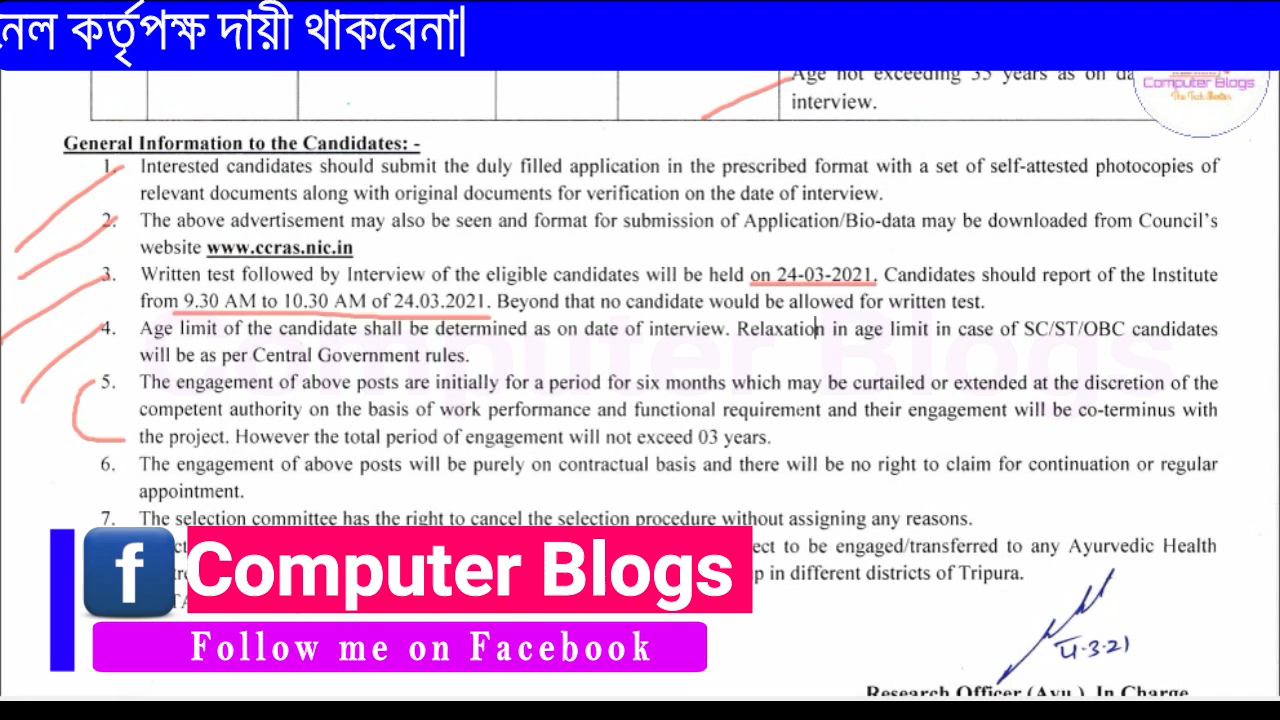 কর্তৃপক্ষ দায়ী থাকবেনা|
Age not exceeding 35 years as on
interview.
Computer Blogs
General Information to the Candidates: -
1. Interested candidates should submit the duly filled application in the prescribed format with a set of self-attested photocopies of
relevant documents along with original documents for verification on the date of interview.
2. The above advertisement may also be seen and format for submission of Application/Bio-data may be downloaded from Council's
website www.ccras.nic.in
3. Written test followed by Interview of the eligible candidates will be held on 24-03-2021. Candidates should report of the Institute
from 9.30 AM to 10.30 AM of 24.03.2021. Beyond that no candidate would be allowed for written test.
4. Age limit of the candidate shall be determined as on date of interview. Relaxation in age limit in case of SC/ST/OBC candidates
will be as per Central Government rules.
5. The engagement of above posts are initially for a period for six months which may be curtailed or extended at the discretion of the
competent authority on the basis of work performance and functional requirement and their engagement will be co-terminus with
the project. However the total period of engagement will not exceed 03 years.
6. The engagement of above posts will be purely on contractual basis and there will be no right to claim for continuation or regular
appointment.
7. The selection committee has the right to cancel the selection procedure without assigning any reasons.
to be engaged/transferred to any Ayurvedic Health
in different districts of Tripura.
f Computer Blogs
Follow me on Facebook
4-3-21
Research Officer (Ayu.) In Charge
Computer Blogs